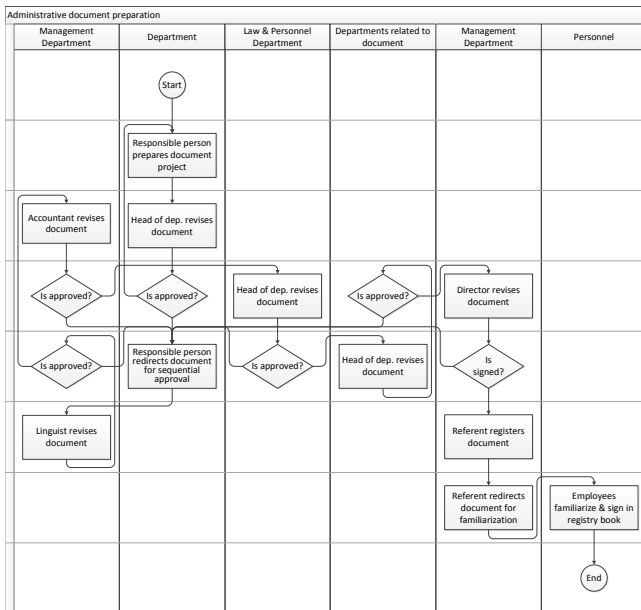 Administrative document preparation
Management
Department
Department
Law & Personnel
Department
Departments related to
document
Management
Department
Personnel
Start
Responsible person
prepares document
project
Accountant revises
document
Head of dep. revises
document
Is approved?
Is approved?
Head of dep. revises
document
Is approved?
Director revises
document
Is approved?
Responsible person
redirects document
for sequential
approval
Is approved?
Head of dep. revises
document
Is
signed?
Linguist revises
document
Referent registers
document
Referent redirects
document for
familiarization
Employees
familiarize & sign in
registry book
End